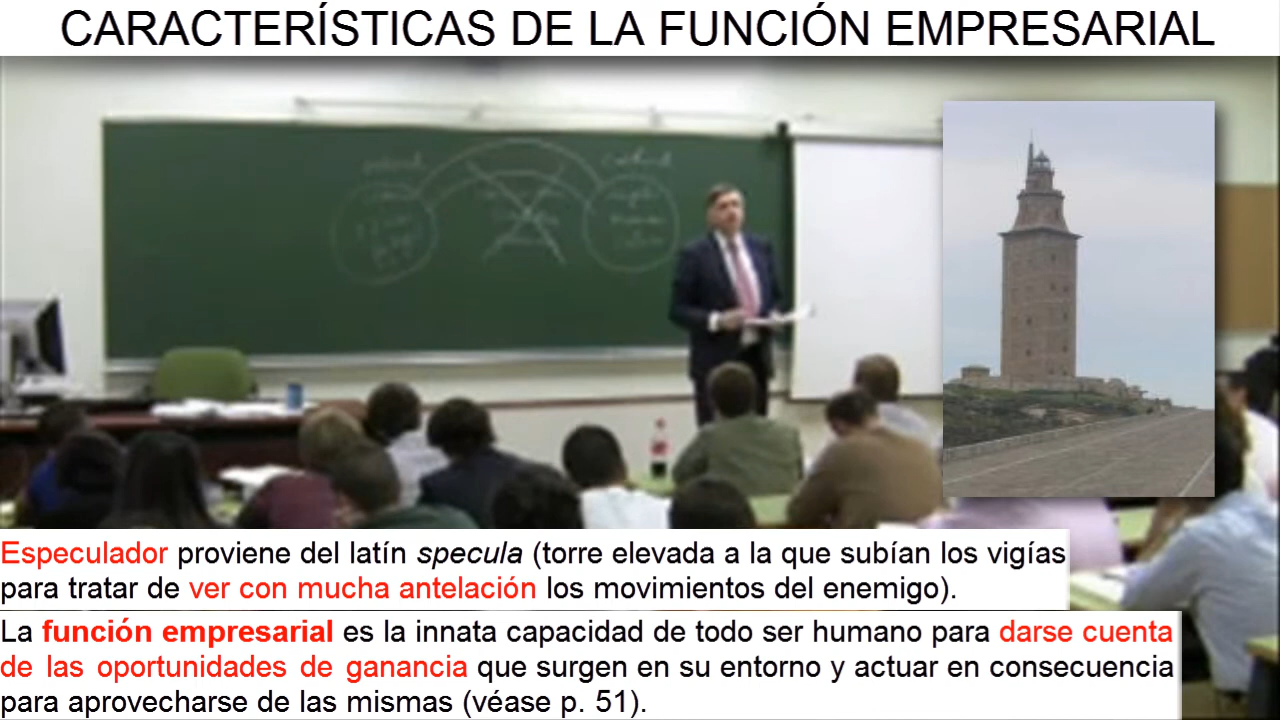 CARACTERÍSTICAS DE LA FUNCIÓN EMPRESARIAL
Especulador proviene del latín specula (torre elevada a la que subían los vigías
para tratar de ver con mucha antelación los movimientos del enemigo).
La función empresarial es la innata capacidad de todo ser humano para darse cuenta
de las oportunidades de ganancia que surgen en su entorno y actuar en consecuencia
para aprovecharse de las mismas (véase p. 51).